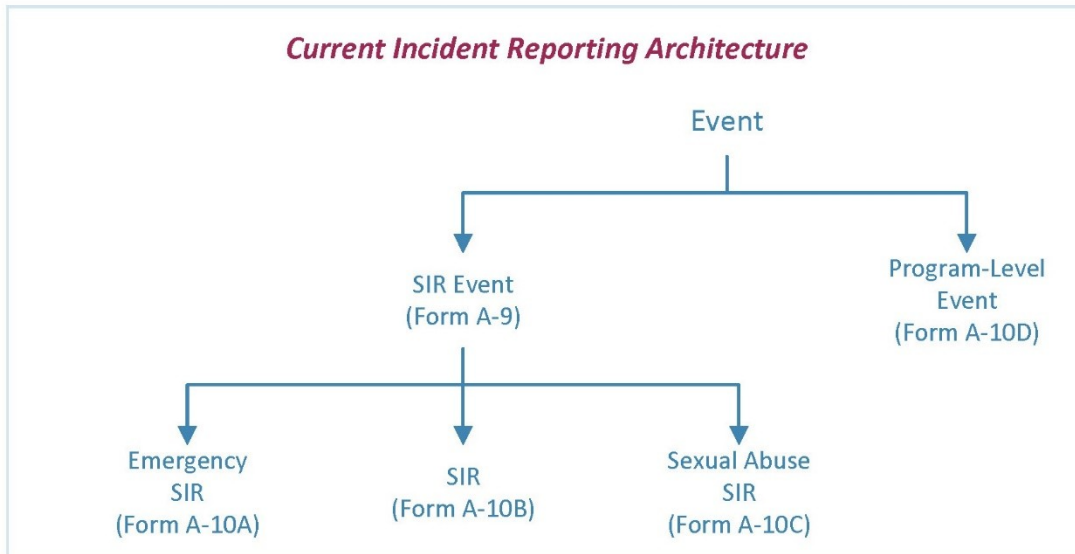 Current Incident Reporting Architecture
Event
SIR Event
(Form A-9)
Program-Level
Event
(Form A-10D)
Emergency
SIR
(Form A-10A)
SIR
(Form A-10B)
Sexual Abuse
SIR
(Form A-10C)